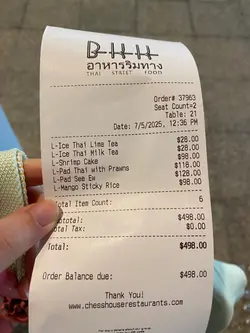 BHH
อาหารริมทาง
THAI STREET FOOD
Order# 37963
Seat Count=2
Table: 21
Date: 7/5/2025, 12:36 PM
L-Ice Thai Lime Tea $28.00
L-Ice Thai Milk Tea $28.00
L-Shrimp Cake $98.00
L-Pad Thai with Prawns $118.00
L-Pad See Ew $128.00
L-Mango Sticky Rice $98.00
Total Item Count: 6
Subtotal: $498.00
Total Tax: $0.00
Total: $498.00
Order Balance due: $498.00
Thank You!
www.chesshouserestaurants.com